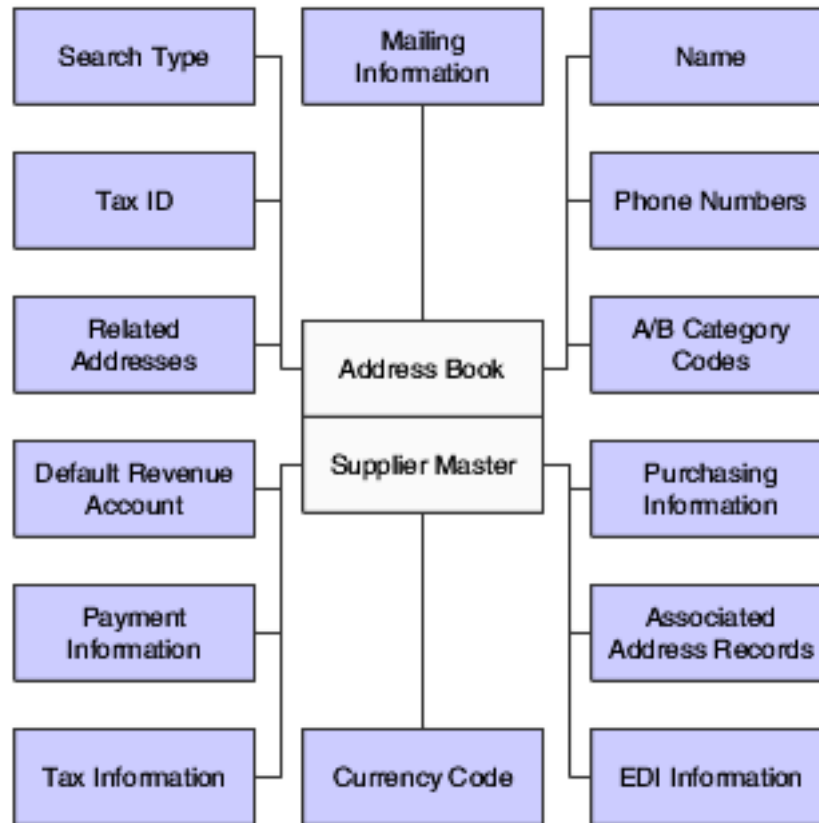 Search Type
Mailing
Information
Name
Tax ID
Phone Numbers
Related
Addresses
Address Book
A/B Category
Codes
Default Revenue
Account
Supplier Master
Purchasing
Information
Payment
Information
Associated
Address Records
Tax Information
Currency Code
EDI Information